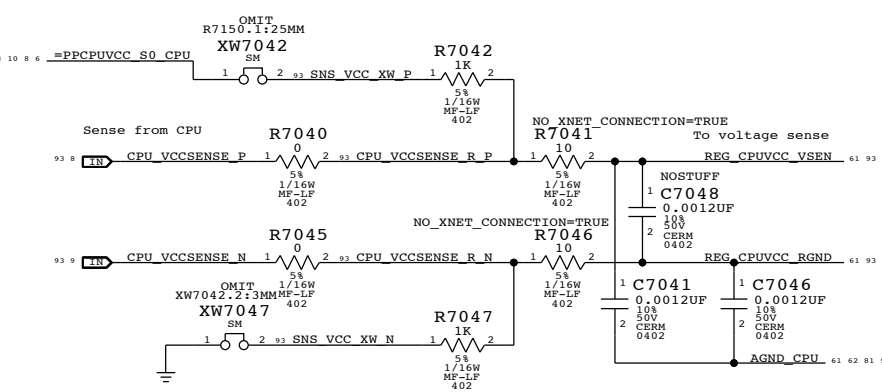 OMIT
R7150.1:25MM
XW7042
SM
R7042
10 8 6 =PPCPUVCC_S0_CPU
1 2 93 SNS_VCC_XW_P 1 1K 2
5%
1/16W
MF-LF
402
NO_XNET_CONNECTION=TRUE
Sense from CPU
R7040
R7041
To voltage sense
93 8 IN CPU_VCCSENSE_P 1 0 2 93 CPU_VCCSENSE_R_P 1 10 2 REG_CPUVCC_VSEN 61 93
5%
1/16W
MF-LF
402
5%
1/16W
MF-LF
402
NOSTUFF
1 C7048
0.0012UF
10%
50V
2 CERM
0402
NO_XNET_CONNECTION=TRUE
R7045
R7046
93 9 IN CPU_VCCSENSE_N 1 0 2 93 CPU_VCCSENSE_R_N 1 10 2 REG_CPUVCC_RGND 61 93
5%
1/16W
MF-LF
402
5%
1/16W
MF-LF
402
1 C7041
0.0012UF
10%
50V
2 CERM
0402
1 C7046
0.0012UF
10%
50V
2 CERM
0402
OMIT
XW7042.2:3MM
XW7047
SM
R7047
1 2 93 SNS_VCC_XW_N 1 1K 2
5%
1/16W
MF-LF
402
AGND_CPU 61 62 81